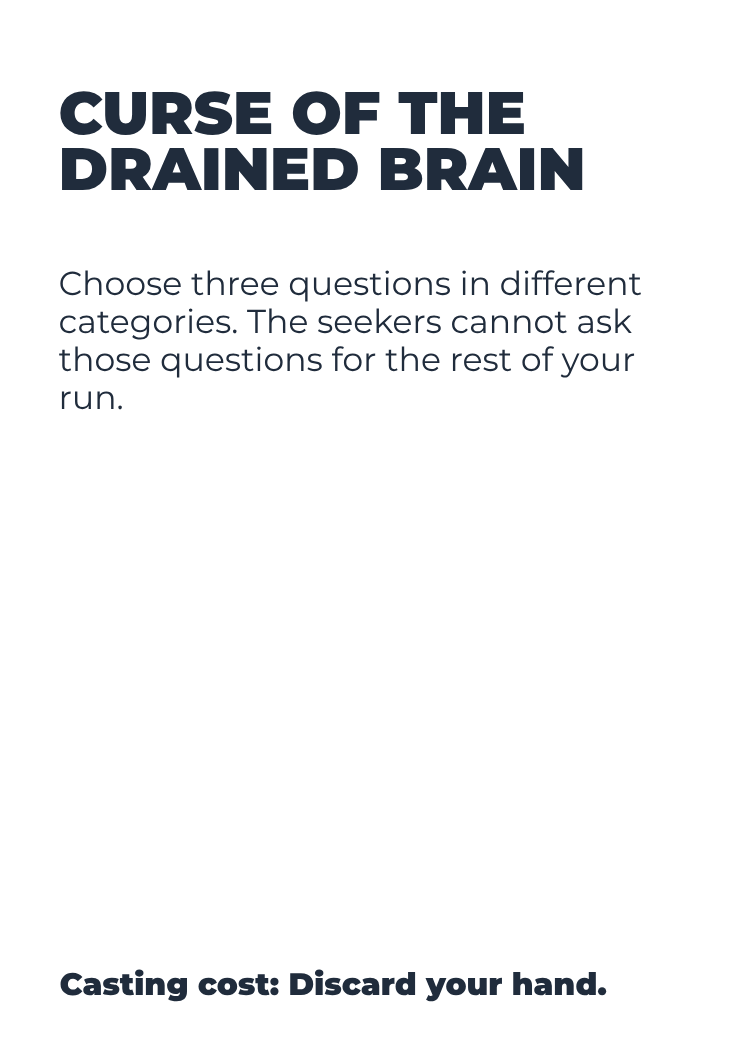 CURSE OF THE
DRAINED BRAIN
Choose three questions in different
categories. The seekers cannot ask
those questions for the rest of your
run.
Casting cost: Discard your hand.